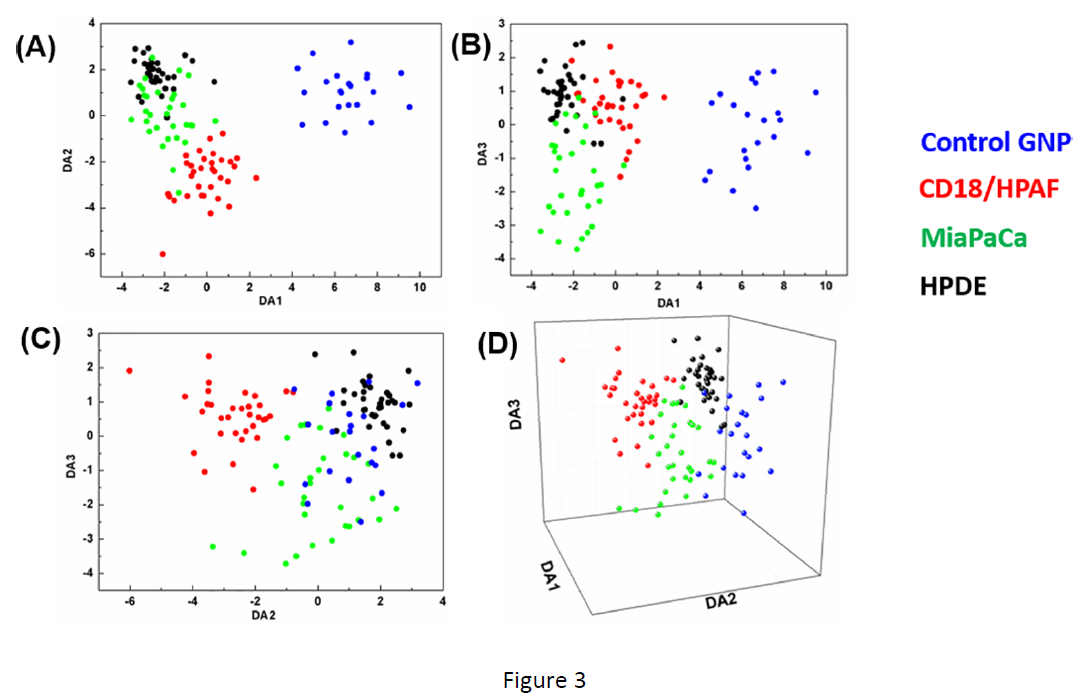 (A)
4
2
0
-2
-4
-6
DA2
-4 -2 0 2 4 6 8 10
DA1
(B)
3
2
1
0
-1
-2
-3
-4
DA3
-4 -2 0 2 4 6 8 10
DA1
Control GNP
CD18/HPAF
MiaPaCa
HPDE
(C)
3
2
1
0
-1
-2
-3
-4
DA3
-6 -4 -2 0 2 4
DA2
(D)
DA3
DA1
DA2
Figure 3